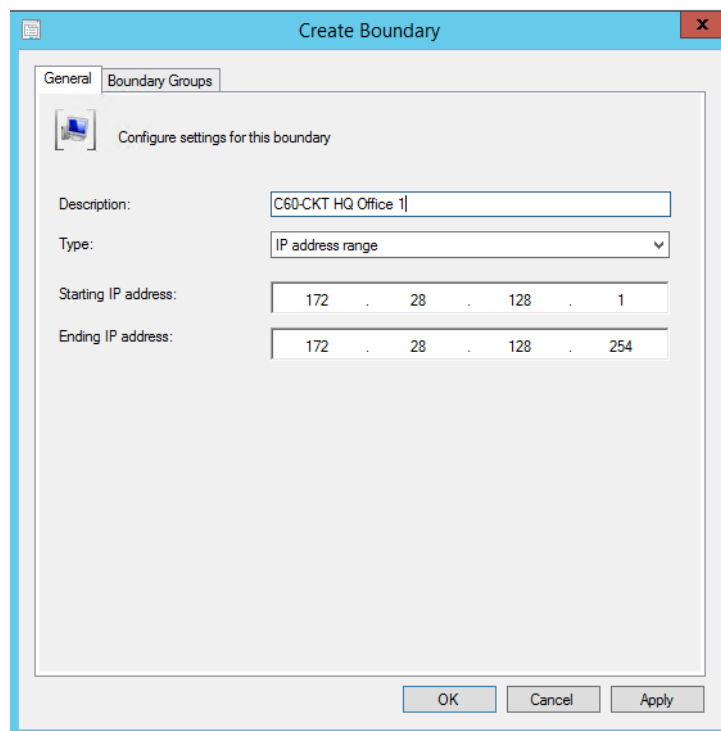 Create Boundary
x
General Boundary Groups
Configure settings for this boundary
Description: C60-CKT HQ Office 1
Type: IP address range
Starting IP address: 172 . 28 . 128 . 1
Ending IP address: 172 . 28 . 128 . 254
OK Cancel Apply